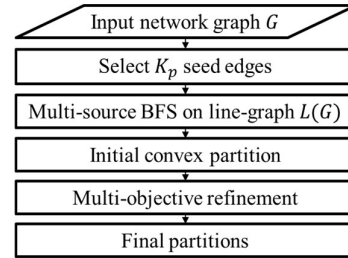 Input network graph G
Select K_p seed edges
Multi-source BFS on line-graph L(G)
Initial convex partition
Multi-objective refinement
Final partitions